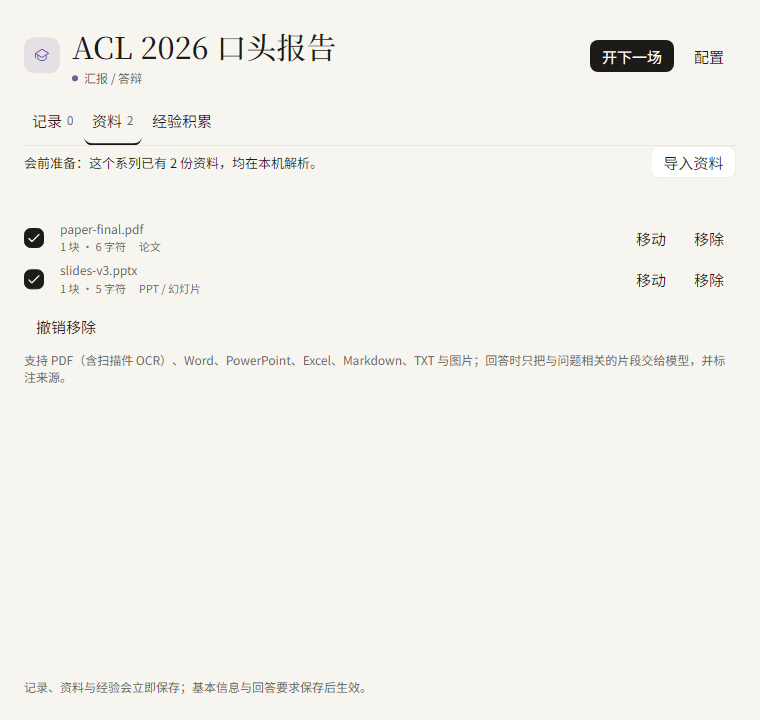 ACL 2026 口头报告
汇报 / 答辩
开下一场
配置
记录 0
资料 2
经验积累
会前准备：这个系列已有 2 份资料，均在本机解析。
导入资料
paper-final.pdf
1 块 · 6 字符 论文
移动
移除
slides-v3.pptx
1 块 · 5 字符 PPT / 幻灯片
移动
移除
撤销移除
支持 PDF（含扫描件 OCR）、Word、PowerPoint、Excel、Markdown、TXT 与图片；回答时只把与问题相关的片段交给模型，并标
注来源。
记录、资料与经验会立即保存；基本信息与回答要求保存后生效。